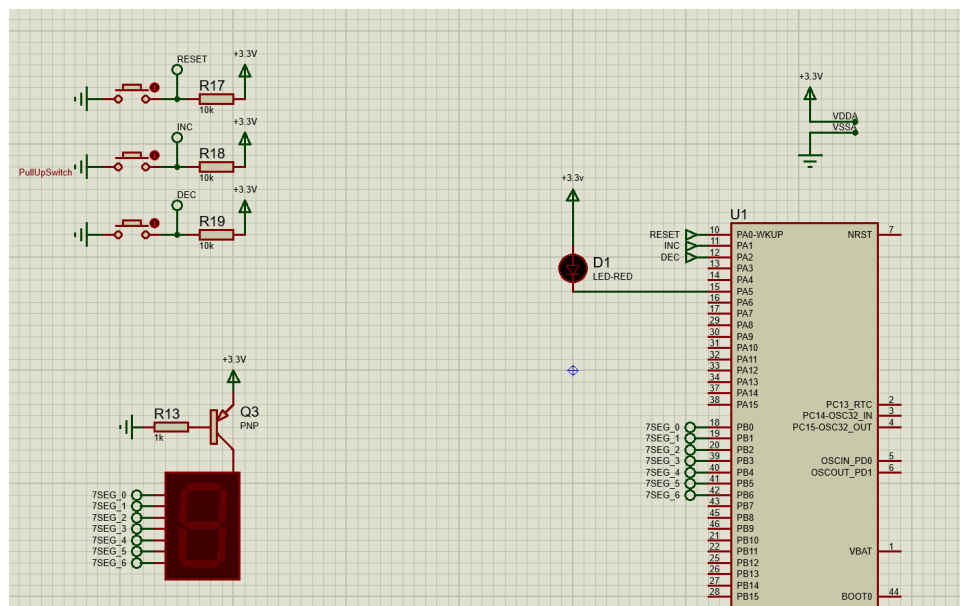 RESET
+3.3V
R17
10k
INC
+3.3V
R18
10k
PullUpSwitch
DEC
+3.3V
R19
10k
+3.3V
VDDA
VSSA
+3.3v
D1
LED-RED
U1
RESET 10 PA0-WKUP NRST 7
INC 11 PA1
DEC 12 PA2
13 PA3
14 PA4
15 PA5
16 PA6
17 PA7
29 PA8
30 PA9
31 PA10
32 PA11
33 PA12
34 PA13
37 PA14
38 PA15
PC13_RTC 2
PC14-OSC32_IN 3
PC15-OSC32_OUT 4
7SEG_0 18 PB0
7SEG_1 19 PB1
7SEG_2 20 PB2
7SEG_3 39 PB3 OSCIN_PD0 5
7SEG_4 40 PB4 OSCOUT_PD1 6
7SEG_5 41 PB5
7SEG_6 42 PB6
43 PB7
45 PB8
46 PB9
21 PB10
22 PB11 VBAT 1
25 PB12
26 PB13
27 PB14
28 PB15 BOOT0 44
+3.3V
R13
1k
Q3
PNP
7SEG_0
7SEG_1
7SEG_2
7SEG_3
7SEG_4
7SEG_5
7SEG_6